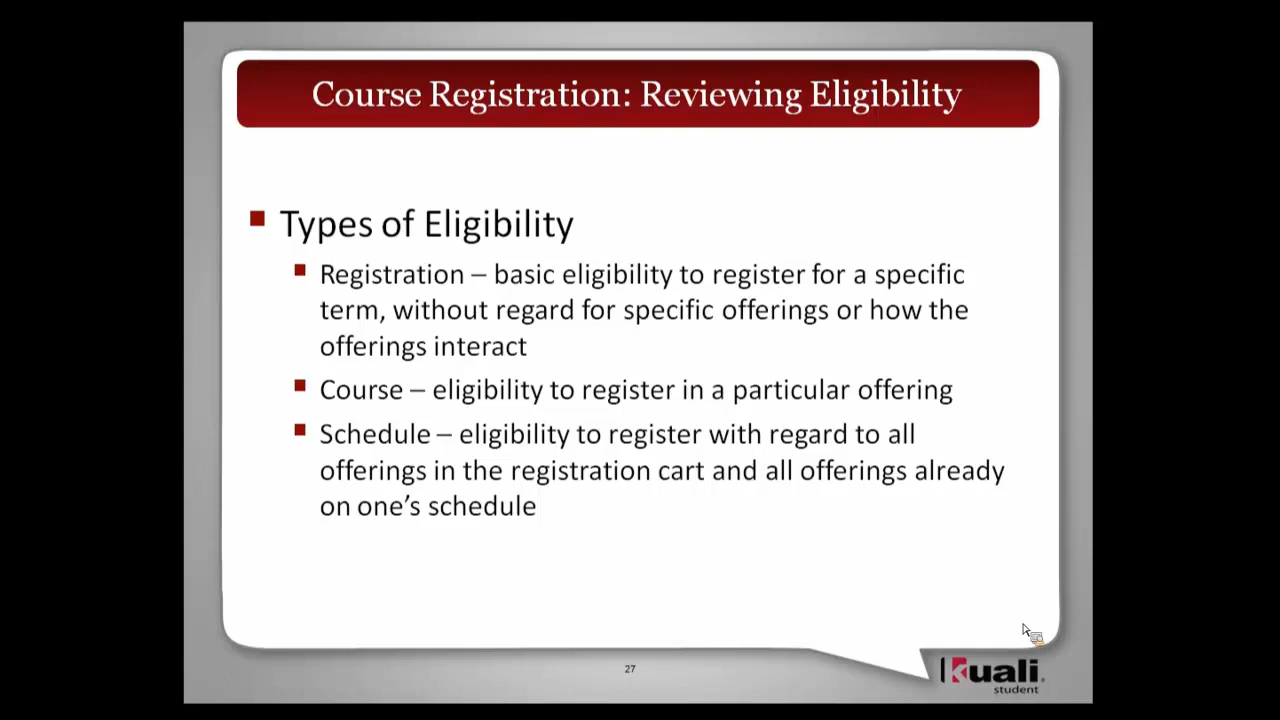 Course Registration: Reviewing Eligibility
Types of Eligibility
Registration – basic eligibility to register for a specific
term, without regard for specific offerings or how the
offerings interact
Course – eligibility to register in a particular offering
Schedule – eligibility to register with regard to all
offerings in the registration cart and all offerings already
on one’s schedule
27
kuali
student